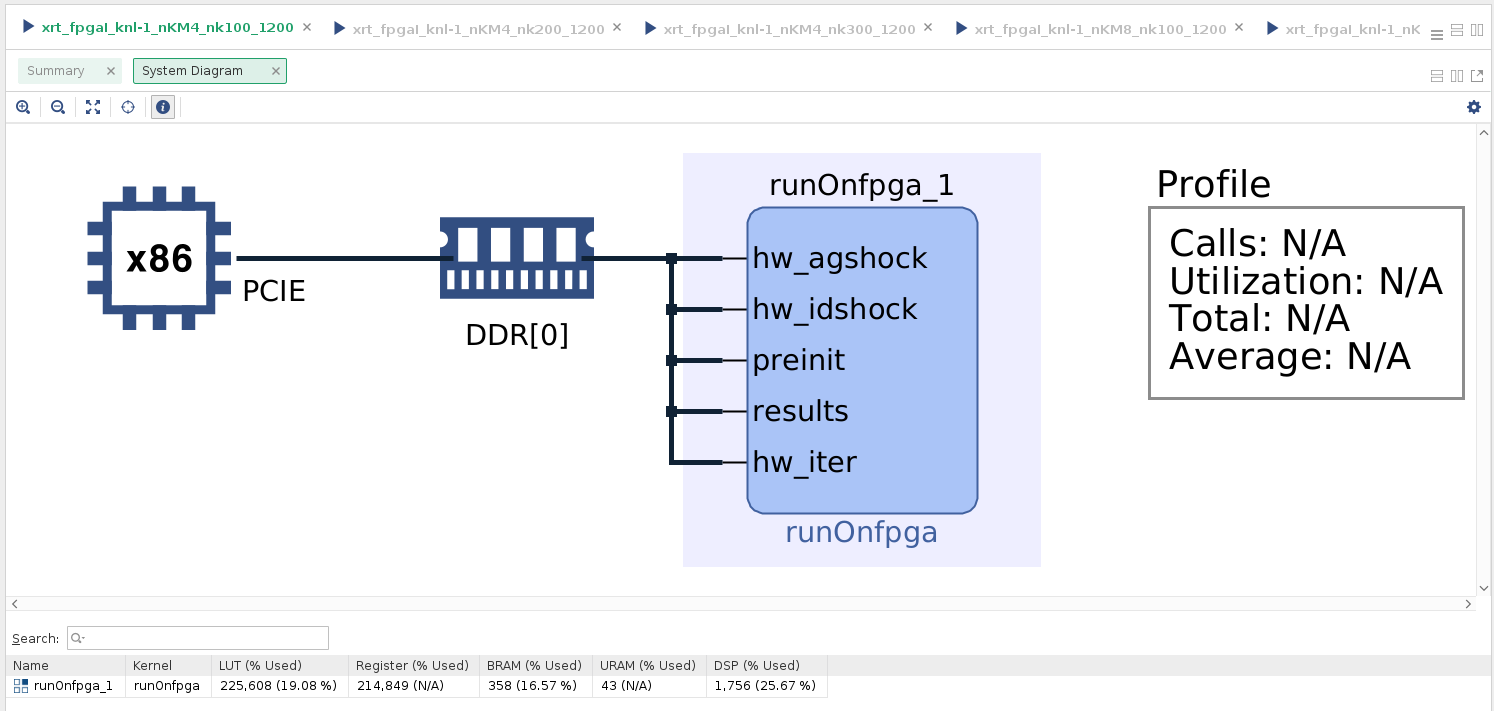 xrt_fpgaI_knl-1_nKM4_nk100_1200 xrt_fpgaI_knl-1_nKM4_nk200_1200 xrt_fpgaI_knl-1_nKM4_nk300_1200 xrt_fpgaI_knl-1_nKM8_nk100_1200 xrt_fpgaI_knl-1_nK
Summary System Diagram
runOnfpga_1
x86
PCIE
DDR[0]
hw_agshock
hw_idshock
preinit
results
hw_iter
runOnfpga
Profile
Calls: N/A
Utilization: N/A
Total: N/A
Average: N/A
Search:
Name Kernel LUT (% Used) Register (% Used) BRAM (% Used) URAM (% Used) DSP (% Used)
runOnfpga_1 runOnfpga 225,608 (19.08 %) 214,849 (N/A) 358 (16.57 %) 43 (N/A) 1,756 (25.67 %)